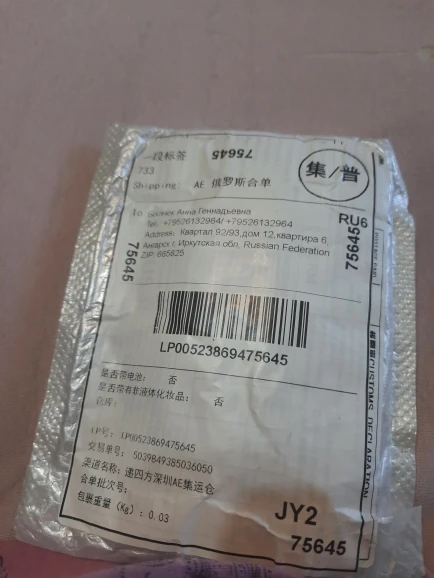 一段标签
75645
733
Shipping AE 俄罗斯合单
集/普
To
Анна Геннадьевна
RU6
Tel: +79526132964/ +79526132964
Address: Квартал 92/93,дом 12,квартира 6,
Ангарск г, Иркутская обл, Russian Federation
ZIP: 665825
75645
75645
LP00523869475645
是否带电池: 否
是否带有非液体化妆品: 否
仓库:
LP号: LP00523869475645
交易单号: 5039849385036050
渠道名称:递四方深圳AE集运仓
合单批次号:
包裹重量(Kg): 0.03
JY2
75645
CUSTOMS DECLARATION